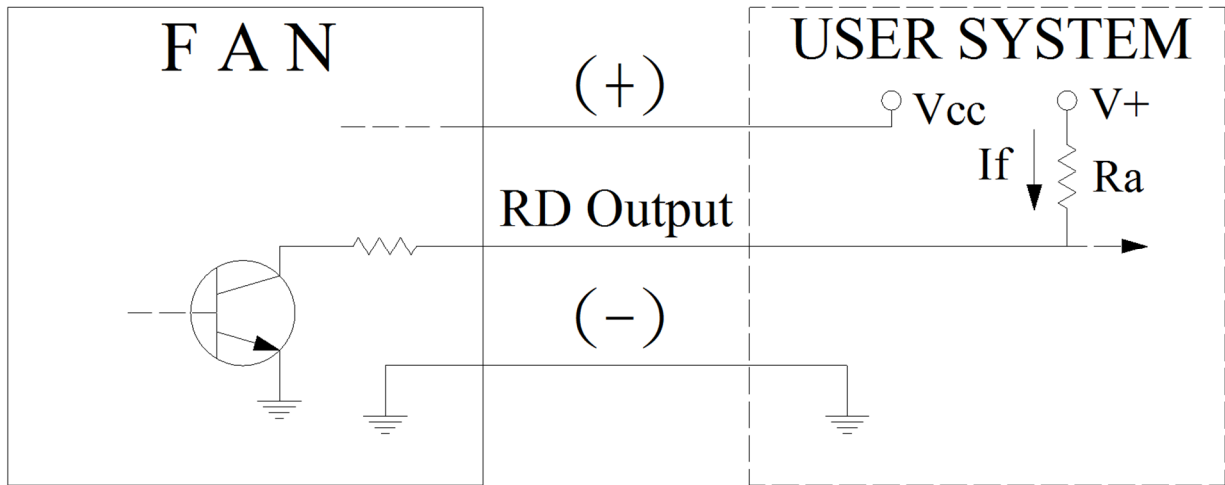 F A N
USER SYSTEM
(+)
Vcc
V+
If
Ra
RD Output
(-)